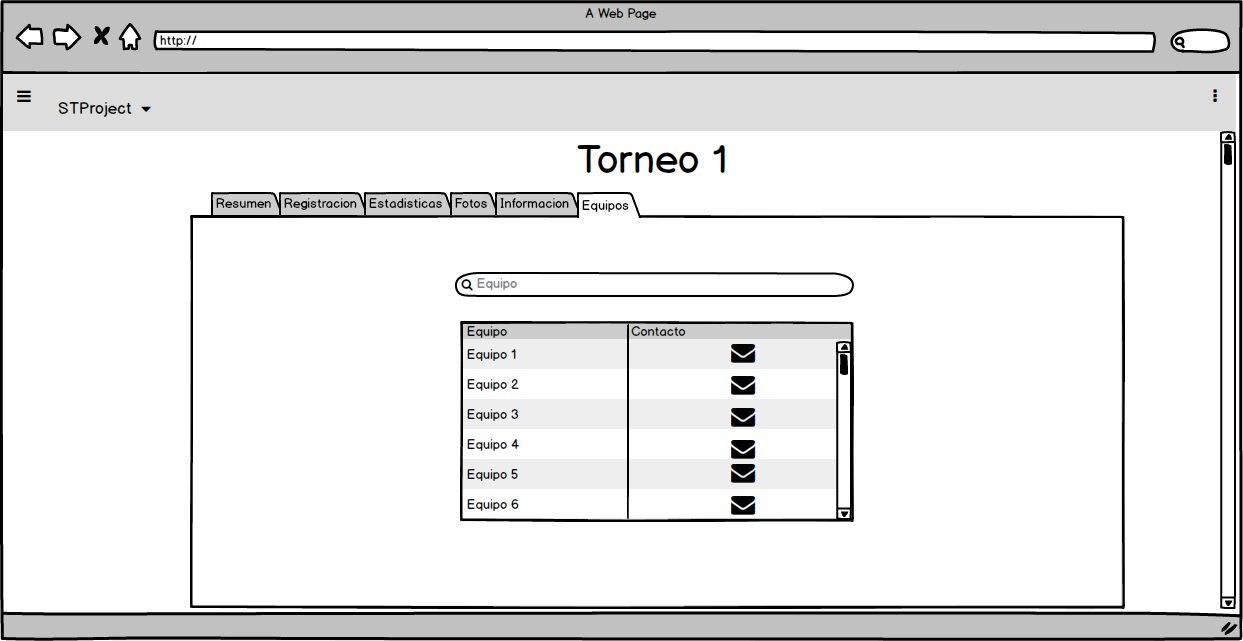 A Web Page
http://
STProject
Torneo 1
Resumen Registracion Estadisticas Fotos Informacion Equipos
Equipo
Equipo Contacto
Equipo 1
Equipo 2
Equipo 3
Equipo 4
Equipo 5
Equipo 6